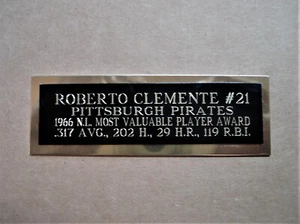 ROBERTO CLEMENTE #21
PITTSBURGH PIRATES
1966 N.L. MOST VALUABLE PLAYER AWARD
.317 AVG., 202 H., 29 H.R., 119 R.B.I.